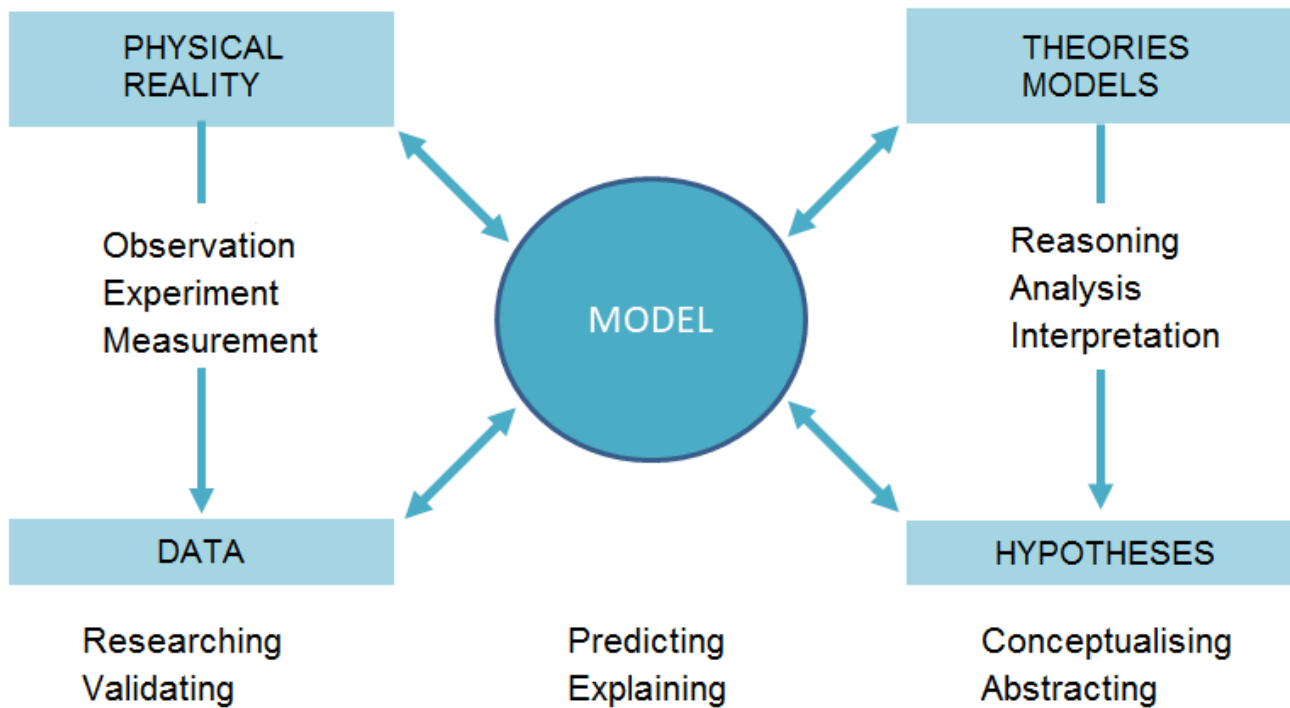 PHYSICAL
REALITY
THEORIES
MODELS
Observation
Experiment
Measurement
MODEL
Reasoning
Analysis
Interpretation
DATA
HYPOTHESES
Researching
Validating
Predicting
Explaining
Conceptualising
Abstracting